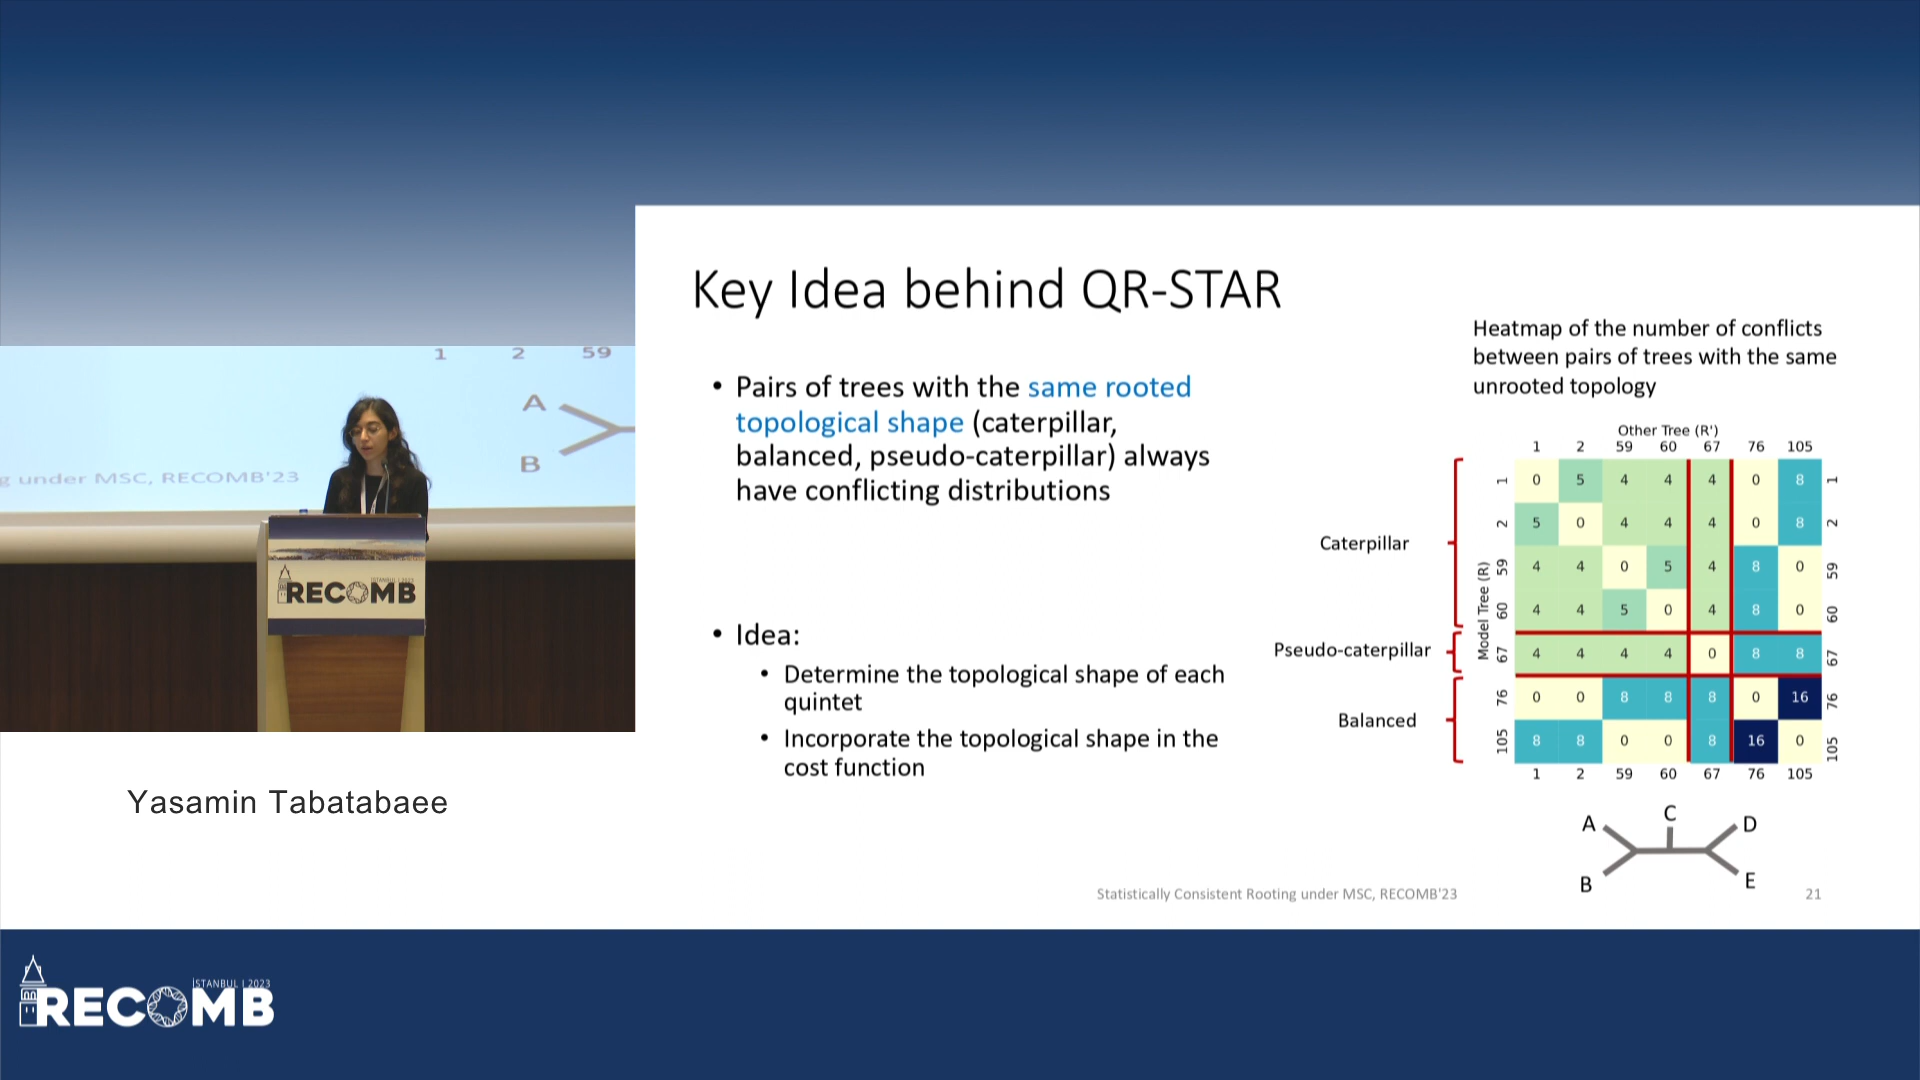 Key Idea behind QR-STAR
• Pairs of trees with the same rooted
topological shape (caterpillar,
balanced, pseudo-caterpillar) always
have conflicting distributions
• Idea:
• Determine the topological shape of each
quintet
• Incorporate the topological shape in the
cost function
Heatmap of the number of conflicts
between pairs of trees with the same
unrooted topology
Other Tree (R')
1 2 59 60 67 76 105
Model Tree (R)
Caterpillar
Pseudo-caterpillar
Balanced
1 0 5 4 4 4 0 8 1
2 5 0 4 4 4 0 8 2
59 4 4 0 5 4 8 0 59
60 4 4 5 0 4 8 0 60
67 4 4 4 4 0 8 8 67
76 0 0 8 8 8 0 16 76
105 8 8 0 0 8 16 0 105
1 2 59 60 67 76 105
A C D
B E
Statistically Consistent Rooting under MSC, RECOMB'23
21
1 2 59
A
B
g under MSC, RECOMB'23
ISTANBUL | 2023
RECOMB
Yasamin Tabatabaee
İSTANBUL | 2023
RECOMB